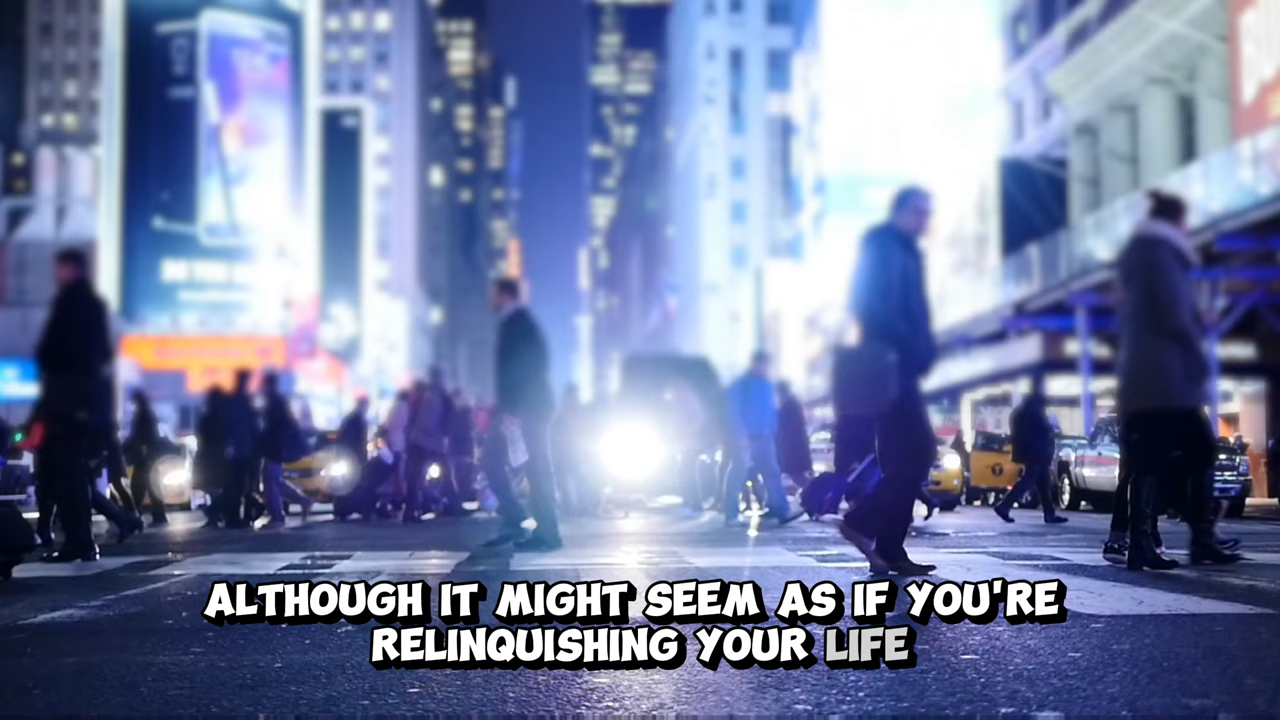 ALTHOUGH IT MIGHT SEEM AS IF YOU'RE
RELINQUISHING YOUR LIFE